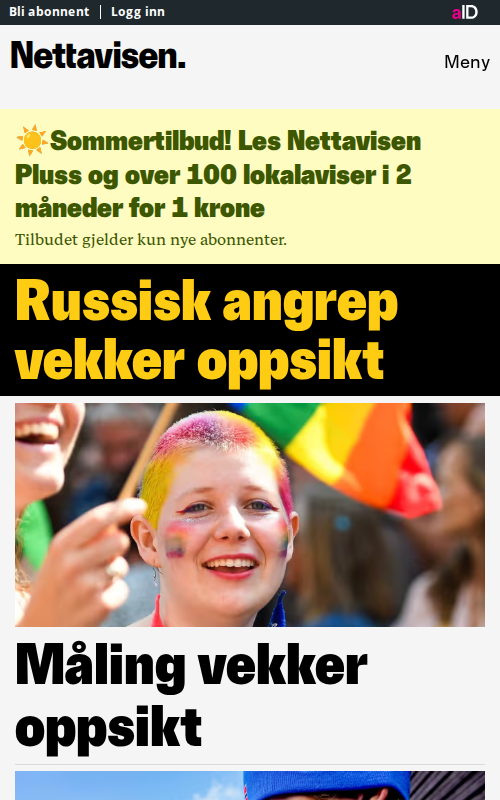 Bli abonnent | Logg inn
aID
Nettavisen.
Meny
☀️Sommertilbud! Les Nettavisen
Pluss og over 100 lokalaviser i 2
måneder for 1 krone
Tilbudet gjelder kun nye abonnenter.
Russisk angrep
vekker oppsikt
Måling vekker
oppsikt